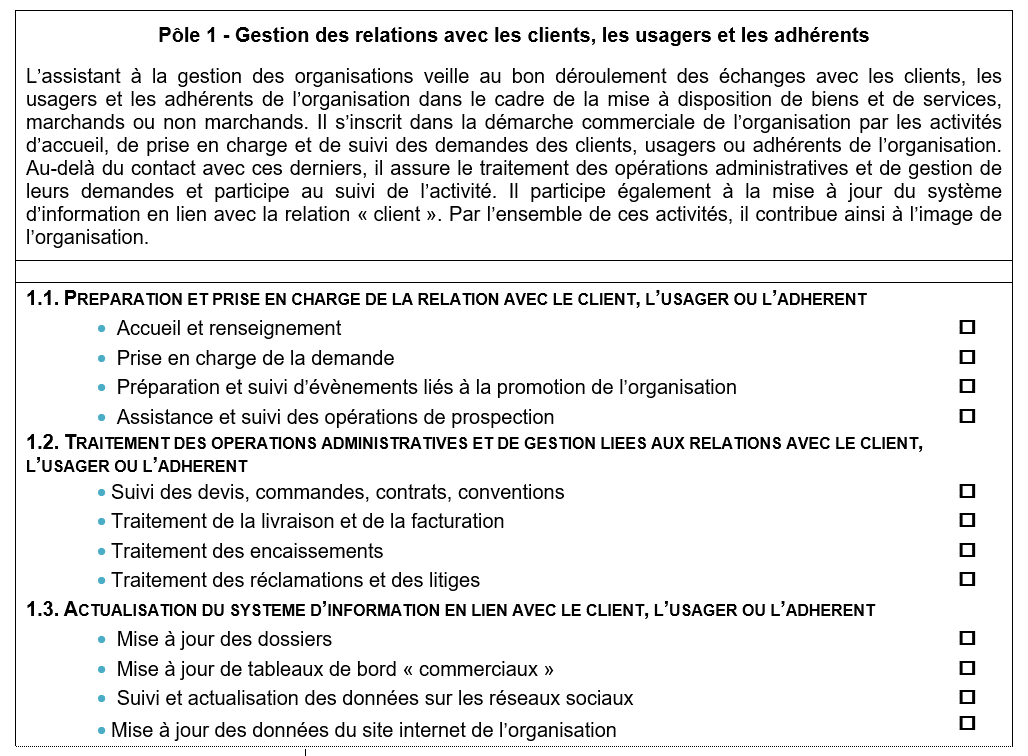 Pôle 1 - Gestion des relations avec les clients, les usagers et les adhérents
L’assistant à la gestion des organisations veille au bon déroulement des échanges avec les clients, les
usagers et les adhérents de l’organisation dans le cadre de la mise à disposition de biens et de services,
marchands ou non marchands. Il s’inscrit dans la démarche commerciale de l’organisation par les activités
d’accueil, de prise en charge et de suivi des demandes des clients, usagers ou adhérents de l’organisation.
Au-delà du contact avec ces derniers, il assure le traitement des opérations administratives et de gestion de
leurs demandes et participe au suivi de l’activité. Il participe également à la mise à jour du système
d’information en lien avec la relation « client ». Par l’ensemble de ces activités, il contribue ainsi à l’image de
l’organisation.
1.1. PREPARATION ET PRISE EN CHARGE DE LA RELATION AVEC LE CLIENT, L’USAGER OU L’ADHERENT
• Accueil et renseignement ☐
• Prise en charge de la demande ☐
• Préparation et suivi d’évènements liés à la promotion de l’organisation ☐
• Assistance et suivi des opérations de prospection ☐
1.2. TRAITEMENT DES OPERATIONS ADMINISTRATIVES ET DE GESTION LIEES AUX RELATIONS AVEC LE CLIENT,
L’USAGER OU L’ADHERENT
• Suivi des devis, commandes, contrats, conventions ☐
• Traitement de la livraison et de la facturation ☐
• Traitement des encaissements ☐
• Traitement des réclamations et des litiges ☐
1.3. ACTUALISATION DU SYSTEME D’INFORMATION EN LIEN AVEC LE CLIENT, L’USAGER OU L’ADHERENT
• Mise à jour des dossiers ☐
• Mise à jour de tableaux de bord « commerciaux » ☐
• Suivi et actualisation des données sur les réseaux sociaux ☐
• Mise à jour des données du site internet de l’organisation ☐